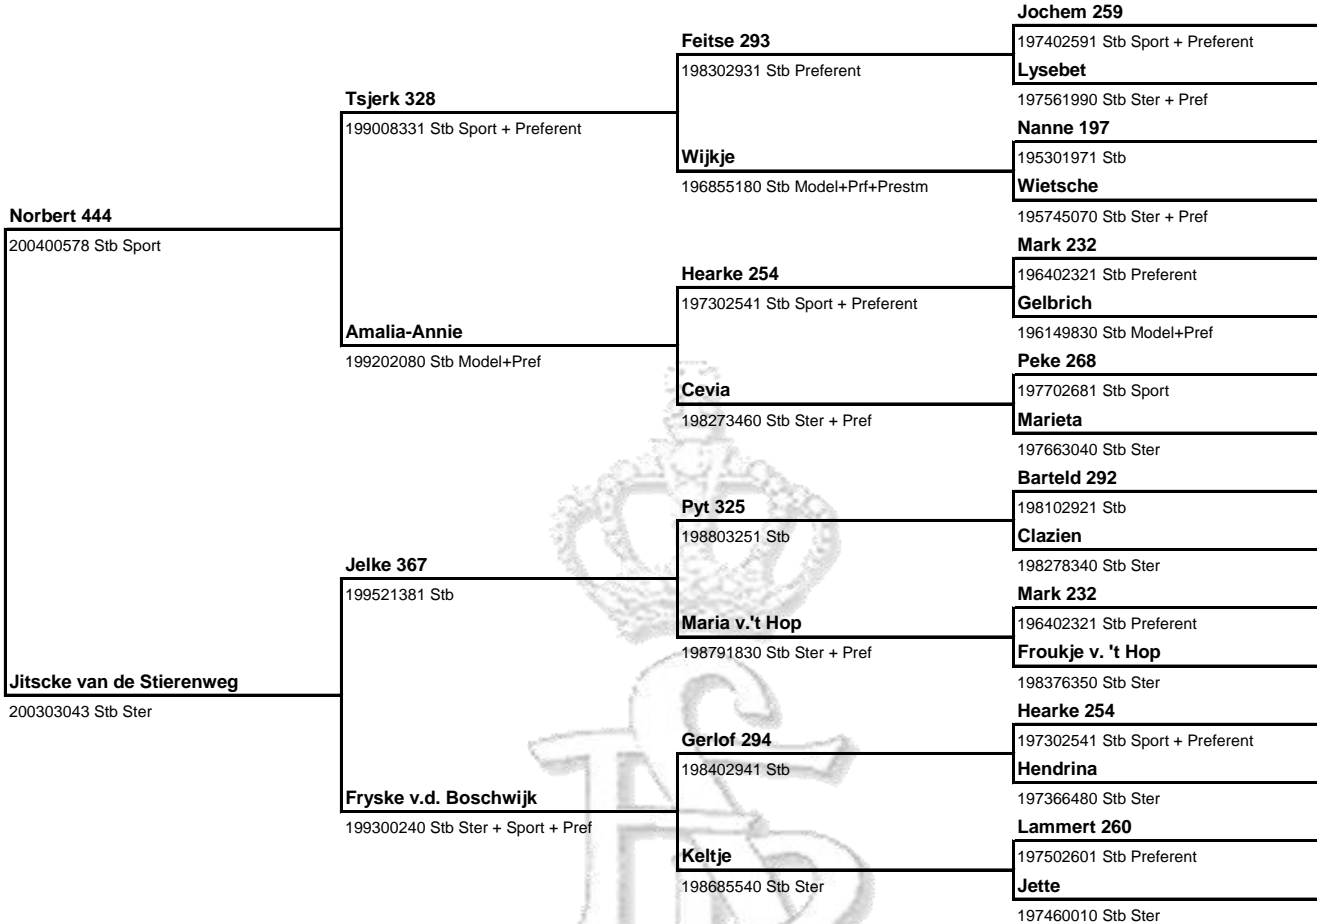 Jochem 259
Feitse 293
197402591 Stb Sport + Preferent
198302931 Stb Preferent
Lysebet
Tsjerk 328
197561990 Stb Ster + Pref
199008331 Stb Sport + Preferent
Nanne 197
Wijkje
195301971 Stb
196855180 Stb Model+Prf+Prestm
Wietsche
Norbert 444
195745070 Stb Ster + Pref
200400578 Stb Sport
Mark 232
Hearke 254
196402321 Stb Preferent
197302541 Stb Sport + Preferent
Gelbrich
Amalia-Annie
196149830 Stb Model+Pref
199202080 Stb Model+Pref
Peke 268
Cevia
197702681 Stb Sport
198273460 Stb Ster + Pref
Marieta
197663040 Stb Ster
Barteld 292
Pyt 325
198102921 Stb
198803251 Stb
Clazien
Jelke 367
198278340 Stb Ster
199521381 Stb
Mark 232
Maria v.'t Hop
196402321 Stb Preferent
198791830 Stb Ster + Pref
Froukje v. 't Hop
Jitscke van de Stierenweg
198376350 Stb Ster
200303043 Stb Ster
Hearke 254
Gerlof 294
197302541 Stb Sport + Preferent
198402941 Stb
Hendrina
Fryske v.d. Boschwijk
197366480 Stb Ster
199300240 Stb Ster + Sport + Pref
Lammert 260
Keltje
197502601 Stb Preferent
198685540 Stb Ster
Jette
197460010 Stb Ster